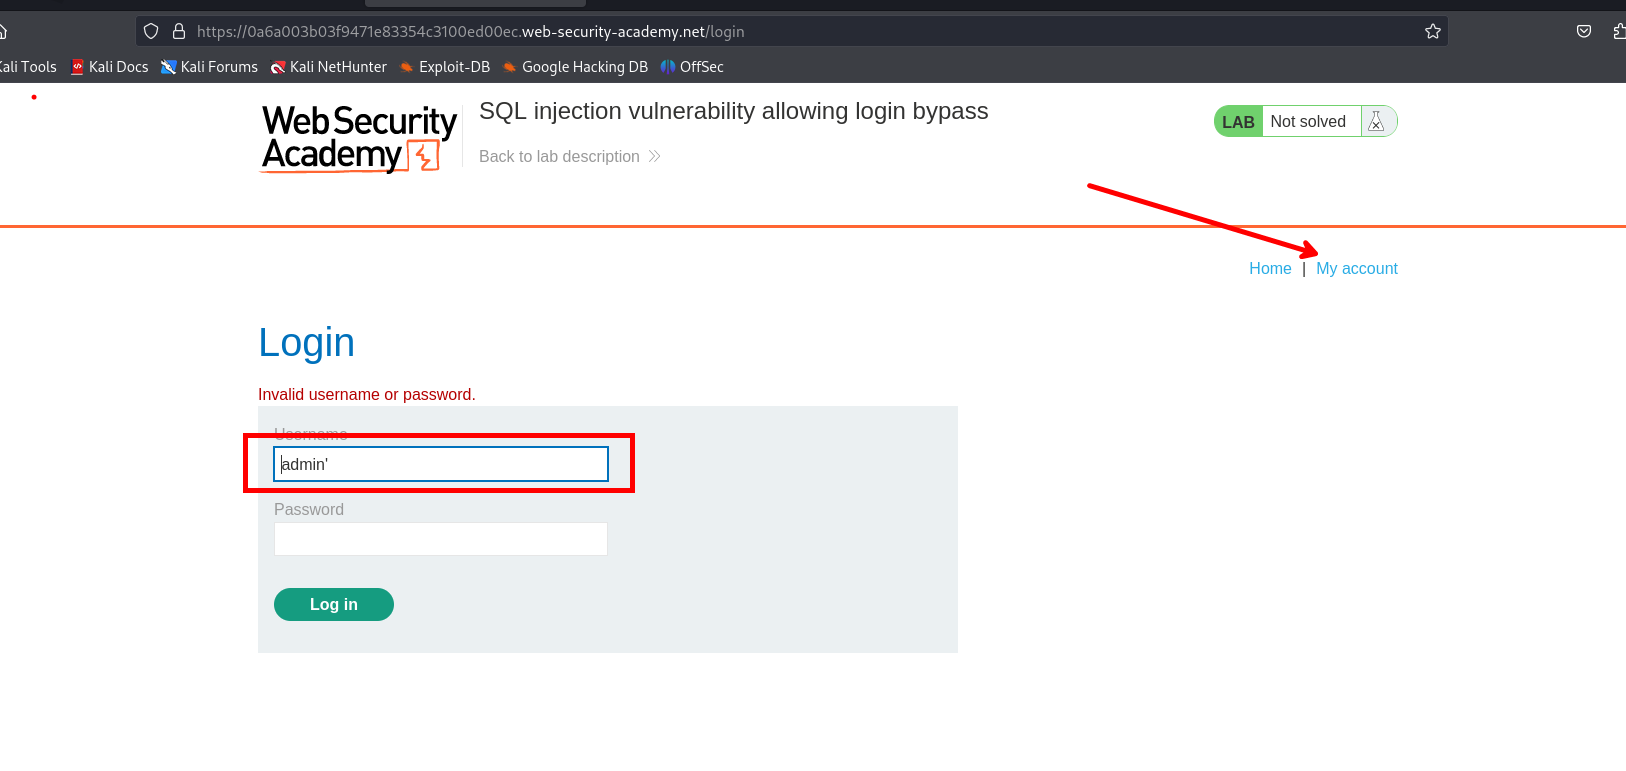 https://0a6a003b03f9471e83354c3100ed00ec.web-security-academy.net/login
Kali Tools Kali Docs Kali Forums Kali NetHunter Exploit-DB Google Hacking DB OffSec
Web Security
Academy
SQL injection vulnerability allowing login bypass
Back to lab description
LAB Not solved
Home | My account
Login
Invalid username or password.
Username
admin'
Password
Log in